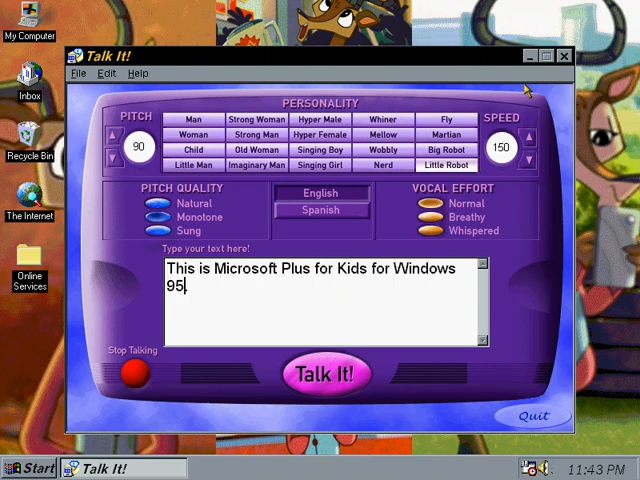 My Computer
Inbox
Recycle Bin
The Internet
Online
Services
Talk It!
File Edit Help
PERSONALITY
PITCH
90
Man Strong Woman Hyper Male Whiner Fly
Woman Strong Man Hyper Female Mellow Martian
Child Old Woman Singing Boy Wobbly Big Robot
Little Man Imaginary Man Singing Girl Nerd Little Robot
SPEED
150
PITCH QUALITY
Natural
Monotone
Sung
English
Spanish
VOCAL EFFORT
Normal
Breathy
Whispered
Type your text here!
This is Microsoft Plus for Kids for Windows
95.
Stop Talking
Talk It!
Quit
Start
Talk It!
11:43 PM